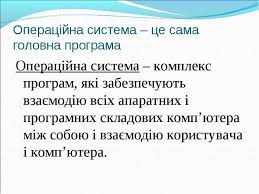 Операційна система – це сама
головна програма
Операційна система – комплекс
програм, які забезпечують
взаємодію всіх апаратних і
програмних складових комп’ютера
між собою і взаємодію користувача
і комп’ютера.